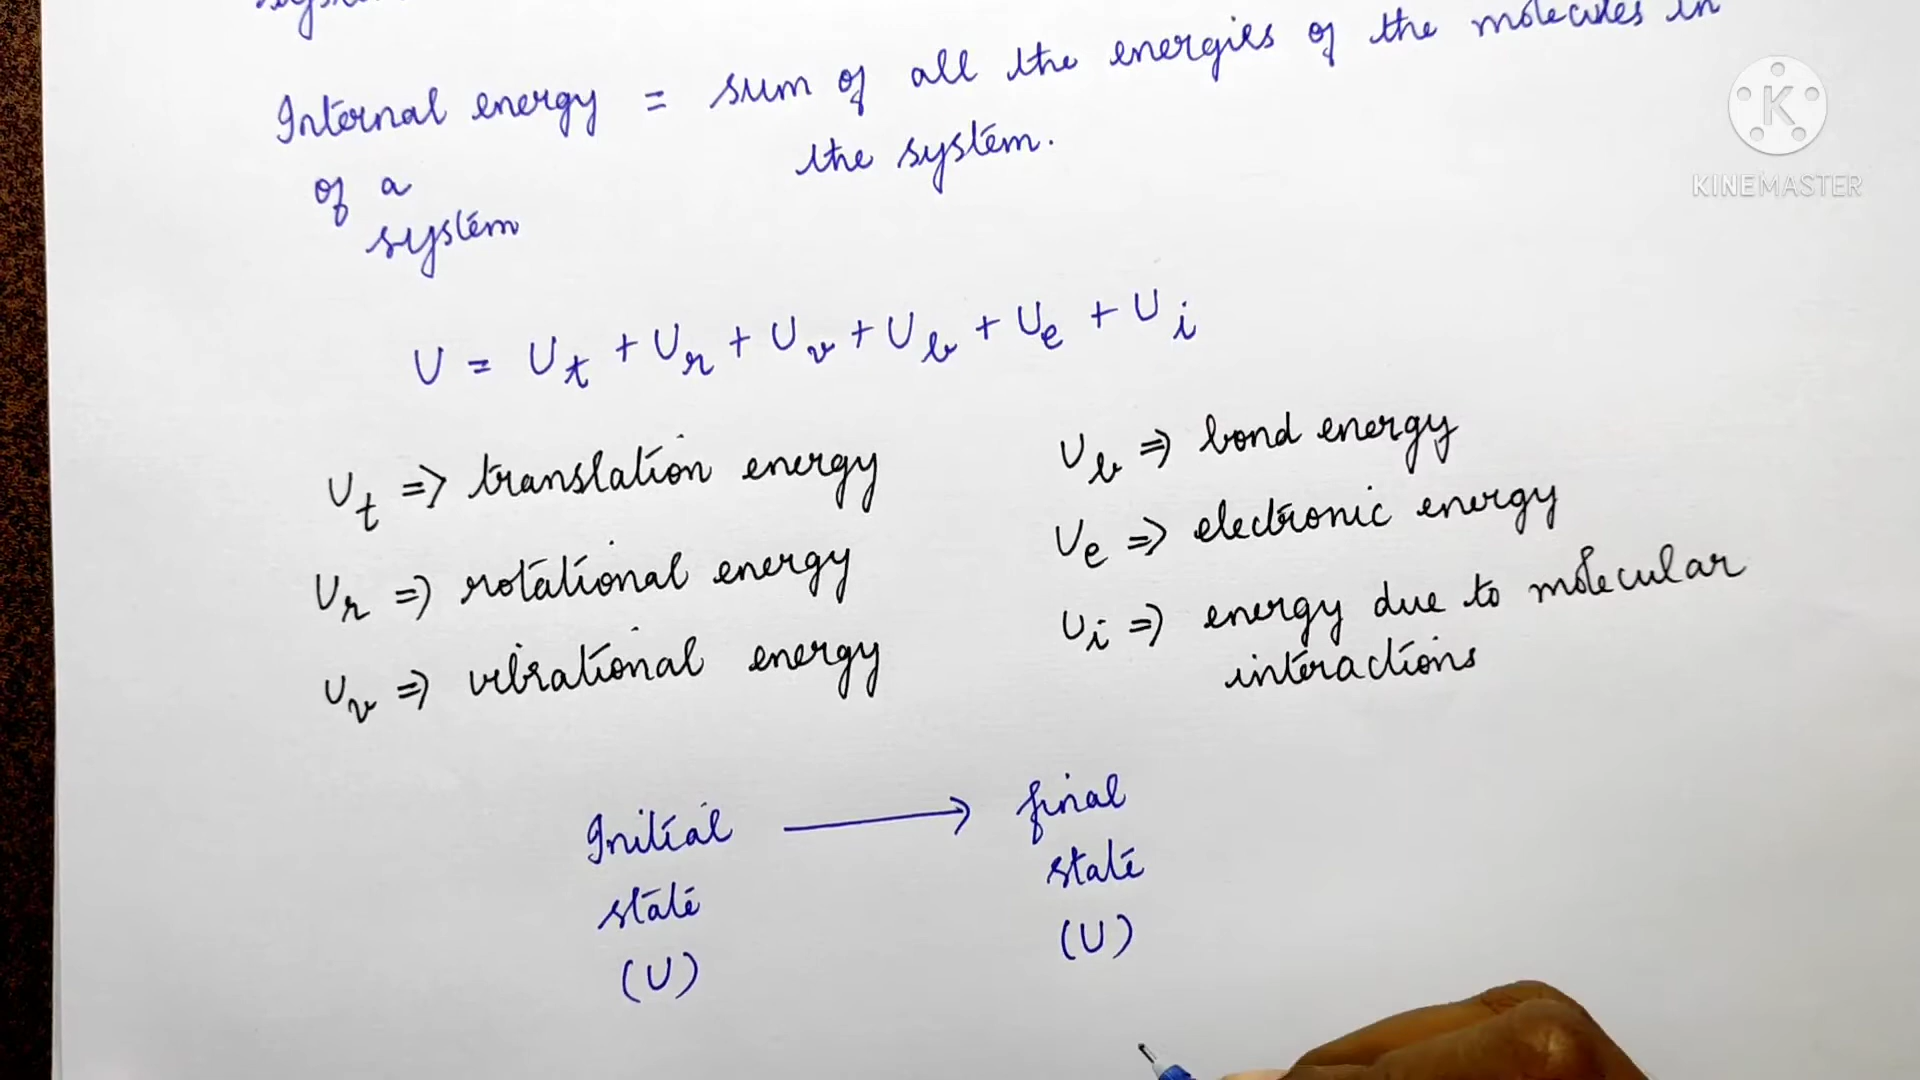 Internal energy = sum of all the energies of the molecules in
of a the system.
system
U = Ut + Ur + Uv + Ub + Ue + Ui
Ut => translation energy
Ur => rotational energy
Uv => vibrational energy
Ub => bond energy
Ue => electronic energy
Ui => energy due to molecular
interactions
Initial ⟶ final
state state
(U) (U)
K
KINEMASTER